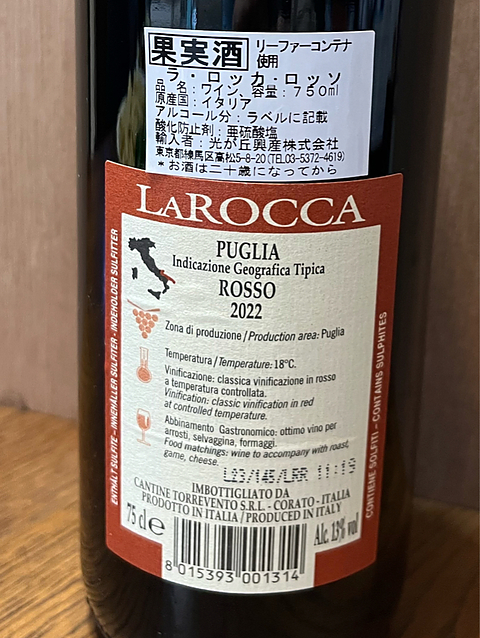 果実酒
リーファーコンテナ
使用
ラ・ロッカ・ロッソ
品 名：ワイン、容量：750ml
原産国：イタリア
アルコール分：ラベルに記載
酸化防止剤：亜硫酸塩
輸入者：光が丘興産株式会社
東京都練馬区高松5-8-20(TEL03-5372-4619)
*お酒は二十歳になってから
LAROCCA
PUGLIA
Indicazione Geografica Tipica
ROSSO
2022
Zona di produzione / Production area: Puglia
Temperatura / Temperature: 18°C.
Vinificazione: classica vinificazione in rosso
a temperatura controllata.
Vinification: classic vinification in red
at controlled temperature.
Abbinamento Gastronomico: ottimo vino per
arrosti, selvaggina, formaggi.
Food matchings: wine to accompany with roast,
game, cheese.
L23/145/LRR 11:19
IMBOTTIGLIATO DA
CANTINE TORREVENTO S.R.L. - CORATO - ITALIA
PRODOTTO IN ITALIA / PRODUCED IN ITALY
75 cl e
Alc. 13% vol
8 015393 001314
ENTHÄLT SULFITE - INNEHÅLLER SULFITER - INDEHOLDER SULFITTER
CONTIENE SOLFITI - CONTAINS SULPHITES